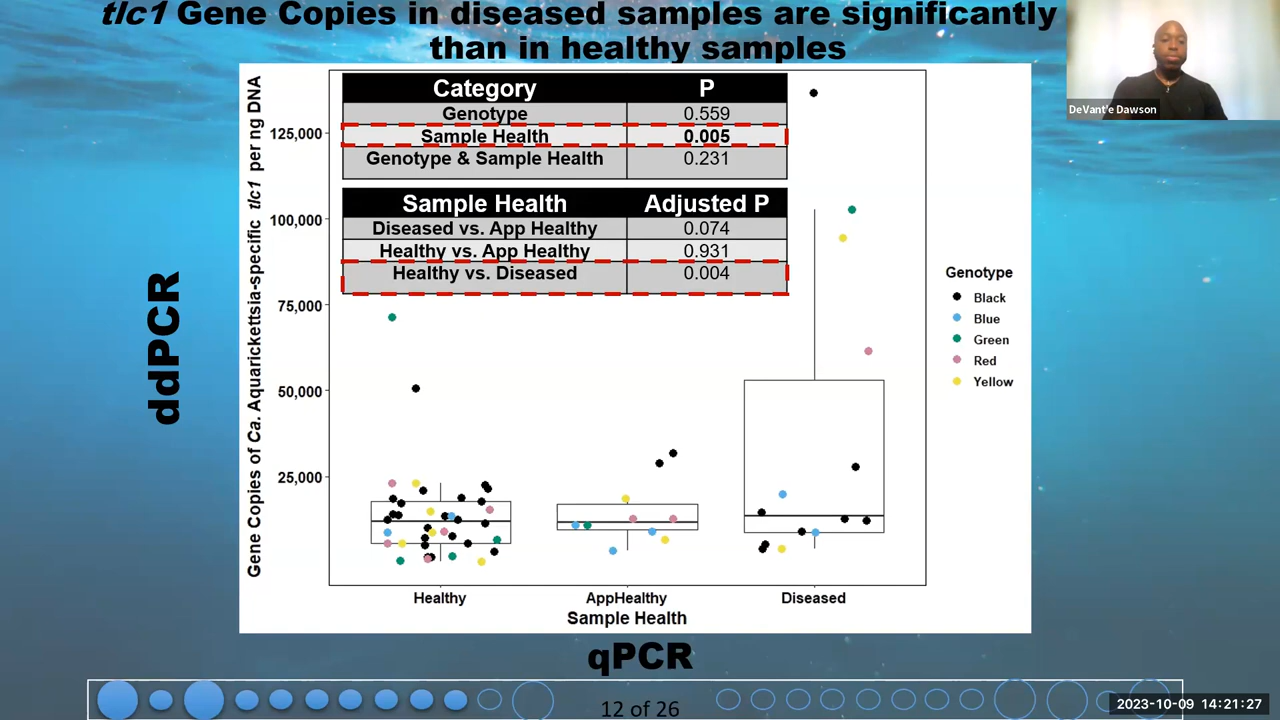 tlc1 Gene Copies in diseased samples are significantly
than in healthy samples
DeVant'e Dawson
ddPCR
Gene Copies of Ca. Aquarickettsia-specific tlc1 per ng DNA
125,000
100,000
75,000
50,000
25,000
Category P
Genotype 0.559
Sample Health 0.005
Genotype & Sample Health 0.231
Sample Health Adjusted P
Diseased vs. App Healthy 0.074
Healthy vs. App Healthy 0.931
Healthy vs. Diseased 0.004
Genotype
Black
Blue
Green
Red
Yellow
Healthy AppHealthy Diseased
Sample Health
qPCR
12 of 26
2023-10-09 14:21:27